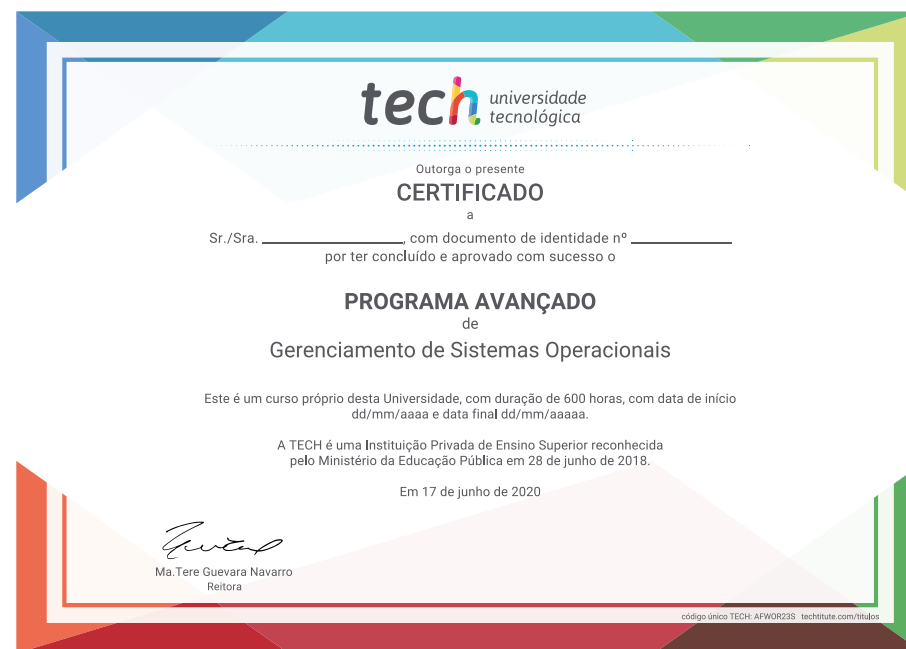 tech universidade
tecnológica
Outorga o presente
CERTIFICADO
a
Sr./Sra. ____________, com documento de identidade nº ____________
por ter concluído e aprovado com sucesso o
PROGRAMA AVANÇADO
de
Gerenciamento de Sistemas Operacionais
Este é um curso próprio desta Universidade, com duração de 600 horas, com data de início
dd/mm/aaaa e data final dd/mm/aaaaa.
A TECH é uma Instituição Privada de Ensino Superior reconhecida
pelo Ministério da Educação Pública em 28 de junho de 2018.
Em 17 de junho de 2020
Ma.Tere Guevara Navarro
Reitora
código único TECH: AFWOR23S techtitute.com/titulos